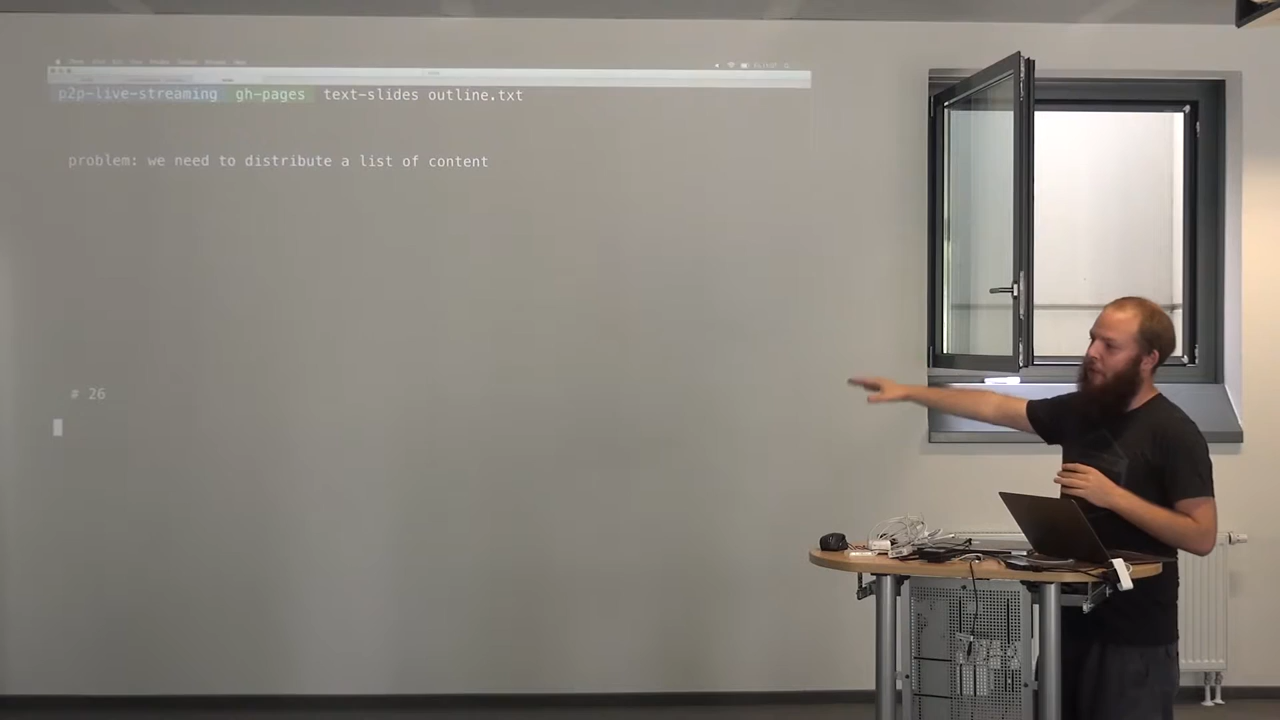 p2p-live-streaming gh-pages text-slides outline.txt
problem: we need to distribute a list of content
# 26